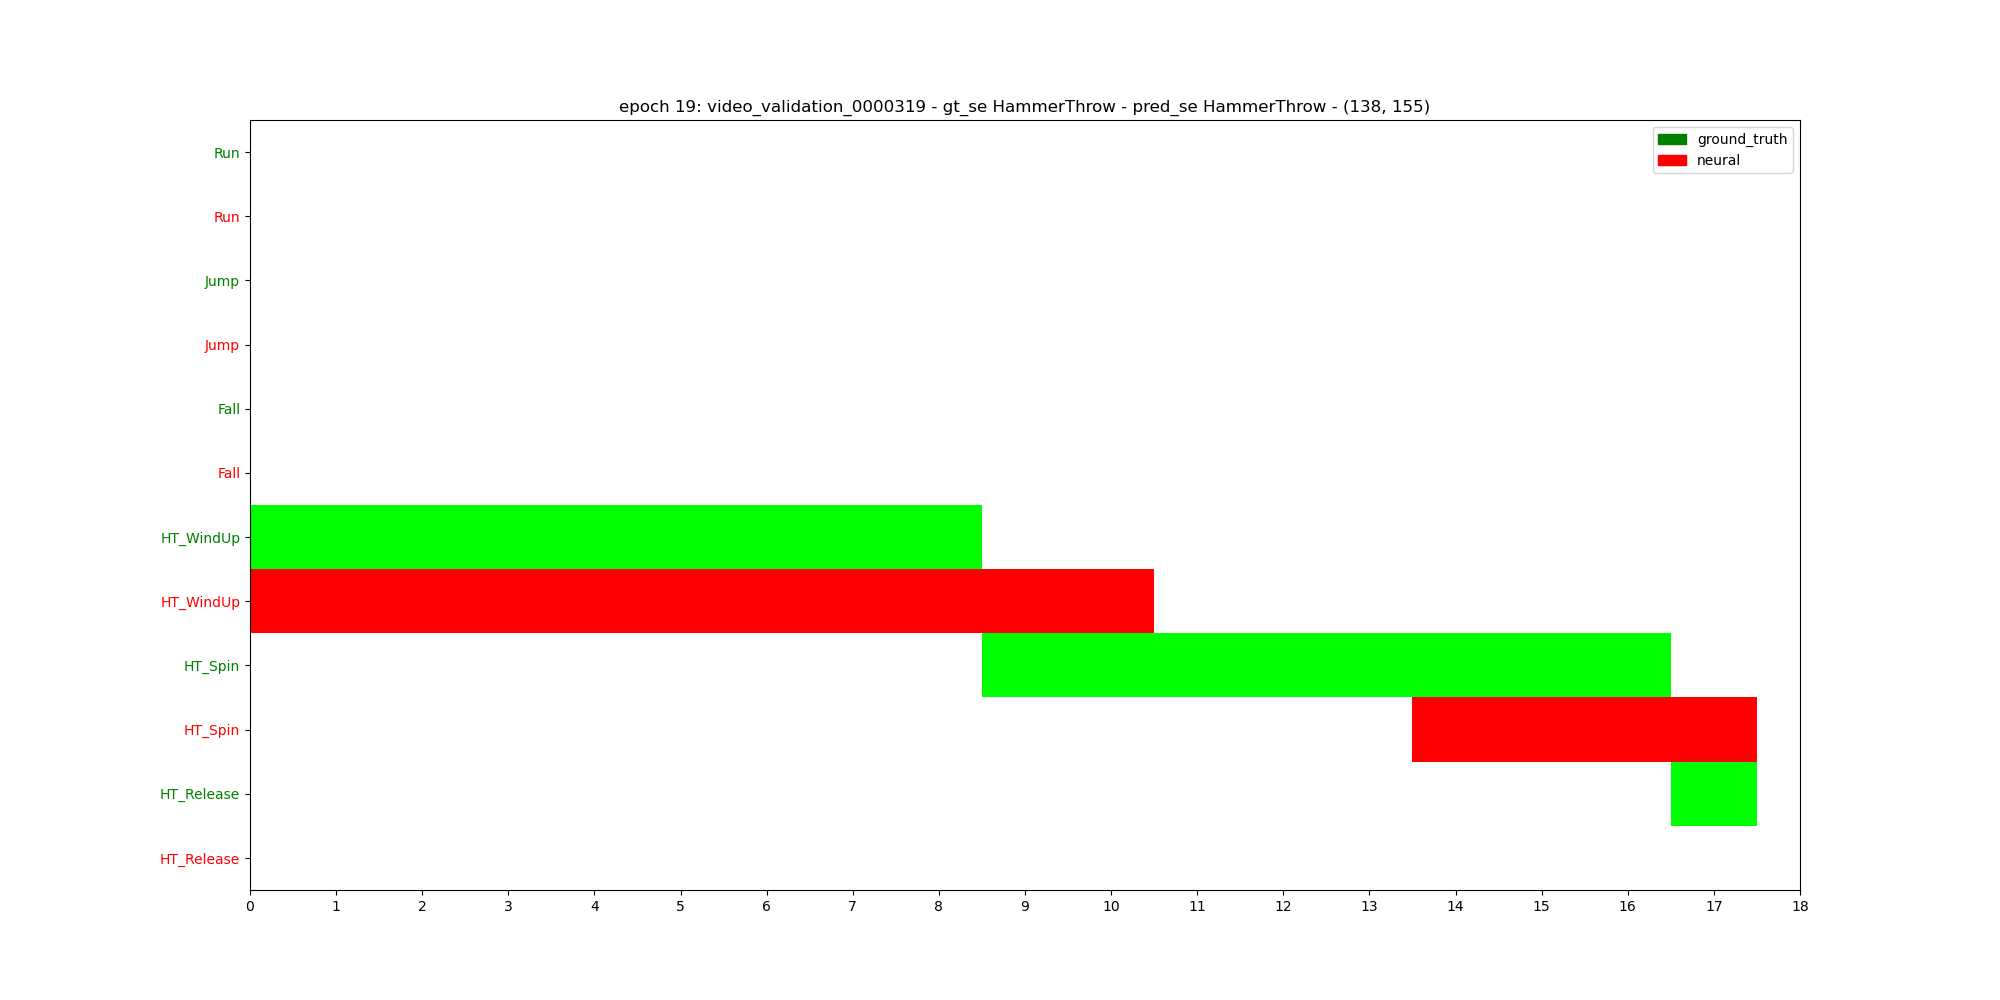 epoch 19: video_validation_0000319 - gt_se HammerThrow - pred_se HammerThrow - (138, 155)
ground_truth
neural
Run
Run
Jump
Jump
Fall
Fall
HT_WindUp
HT_WindUp
HT_Spin
HT_Spin
HT_Release
HT_Release
0 1 2 3 4 5 6 7 8 9 10 11 12 13 14 15 16 17 18